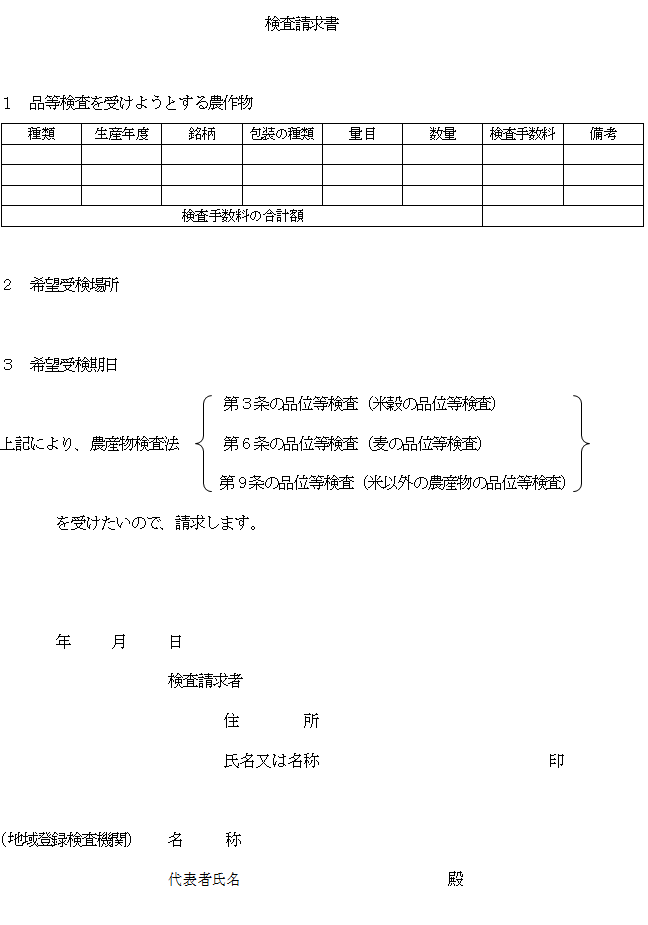 検査請求書
１　品等検査を受けようとする農作物
種類　生産年度　銘柄　包装の種類　量目　数量　検査手数料　備考
検査手数料の合計額
２　希望受検場所
３　希望受検期日
第３条の品位等検査（米穀の品位等検査）
上記により、農産物検査法　第６条の品位等検査（麦の品位等検査）
第９条の品位等検査（米以外の農産物の品位等検査）
を受けたいので、請求します。
年　　月　　日
検査請求者
住　　　所
氏名又は名称　　　　　　　　印
（地域登録検査機関）　名　　称
代表者氏名　　　　　　　　殿